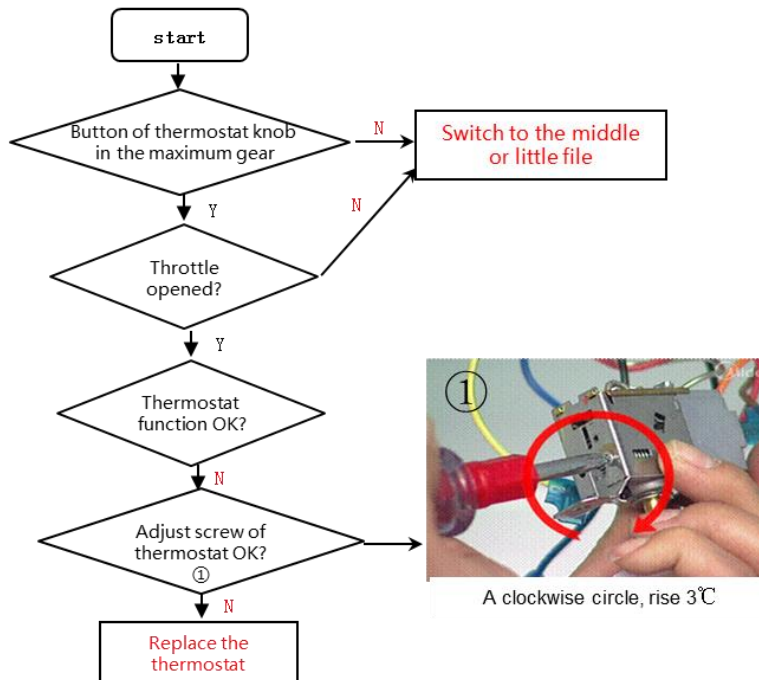 start
Button of thermostat knob
in the maximum gear
N
Switch to the middle
or little file
Y
N
Throttle
opened?
Y
Thermostat
function OK?
①
N
Adjust screw of
thermostat OK?
①
A clockwise circle, rise 3℃
N
Replace the
thermostat